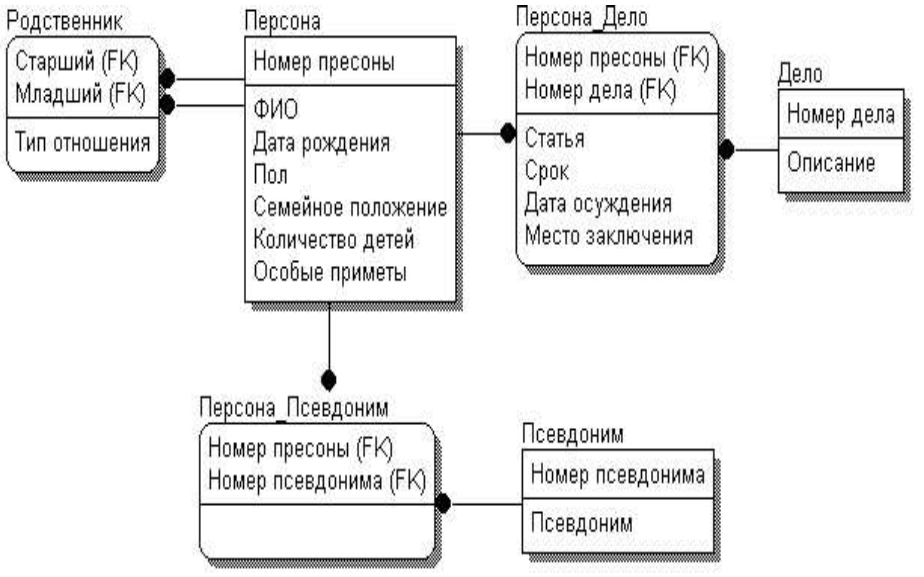 Родственник
Старший (FK)
Младший (FK)
Тип отношения
Персона
Номер пресоны
ФИО
Дата рождения
Пол
Семейное положение
Количество детей
Особые приметы
Персона_Дело
Номер пресоны (FK)
Номер дела (FK)
Статья
Срок
Дата осуждения
Место заключения
Дело
Номер дела
Описание
Персона_Псевдоним
Номер пресоны (FK)
Номер псевдонима (FK)
Псевдоним
Номер псевдонима
Псевдоним